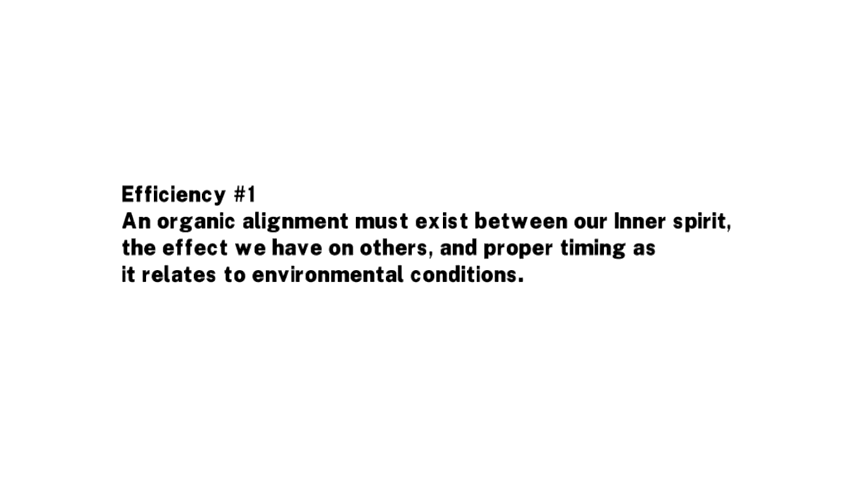 Efficiency #1
An organic alignment must exist between our Inner spirit,
the effect we have on others, and proper timing as
it relates to environmental conditions.